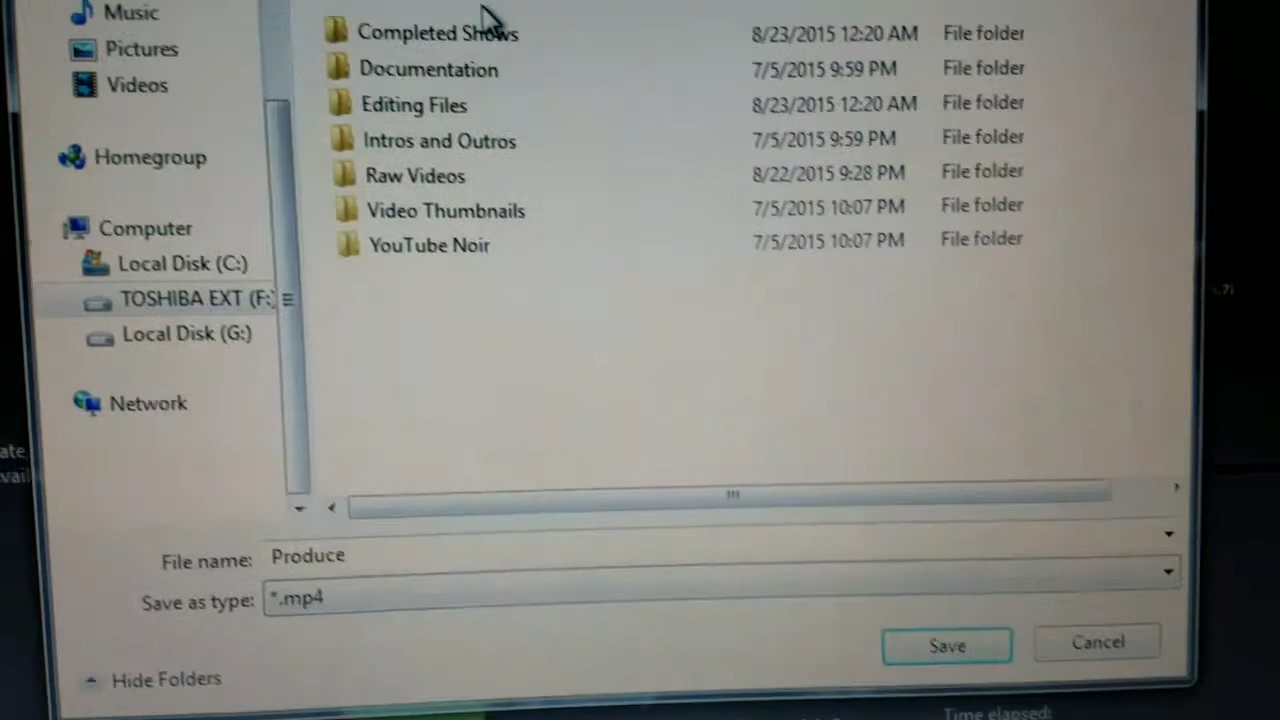 Music
Completed Shows 8/23/2015 12:20 AM File folder
Pictures
Documentation 7/5/2015 9:59 PM File folder
Videos
Editing Files 8/23/2015 12:20 AM File folder
Intros and Outros 7/5/2015 9:59 PM File folder
Homegroup
Raw Videos 8/22/2015 9:28 PM File folder
Video Thumbnails 7/5/2015 10:07 PM File folder
Computer
YouTube Noir 7/5/2015 10:07 PM File folder
Local Disk (C:)
TOSHIBA EXT (F:)
Local Disk (G:)
Network
File name: Produce
Save as type: *.mp4
Save Cancel
Hide Folders
Time elapsed: